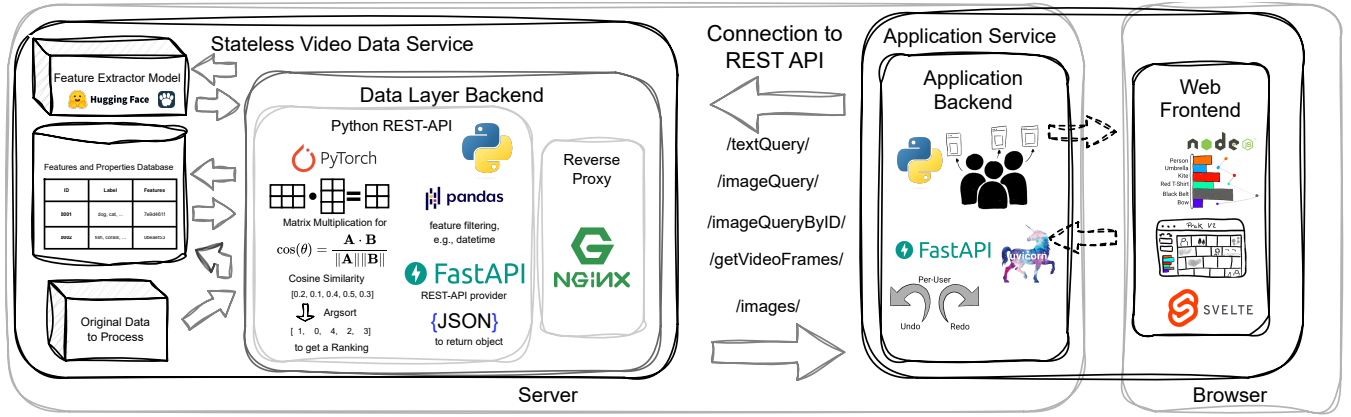 Stateless Video Data Service
Feature Extractor Model
Hugging Face
Features and Properties Database
ID Label Features
0001 dog, cat, ...
0002
Original Data
to Process
Data Layer Backend
Python REST-API
PyTorch
Matrix Multiplication for
cos(θ) = A · B / ||A||||B||
Cosine Similarity
[0.2, 0.1, 0.4, 0.5, 0.3]
Argsort
[ 1, 0, 4, 2, 3]
to get a Ranking
pandas
feature filtering,
e.g., datetime
FastAPI
REST-API provider
{JSON}
to return object
Reverse
Proxy
NGINX
Server
Connection to
REST API
/textQuery/
/imageQuery/
/imageQueryByID/
/getVideoFrames/
/images/
Application Service
Application
Backend
FastAPI
uvicorn
Per-User
Undo Redo
Web
Frontend
node
JS
Person
Umbrella
Kite
Red T-Shirt
Black Belt
Bow
PraK V2
SVELTE
Browser